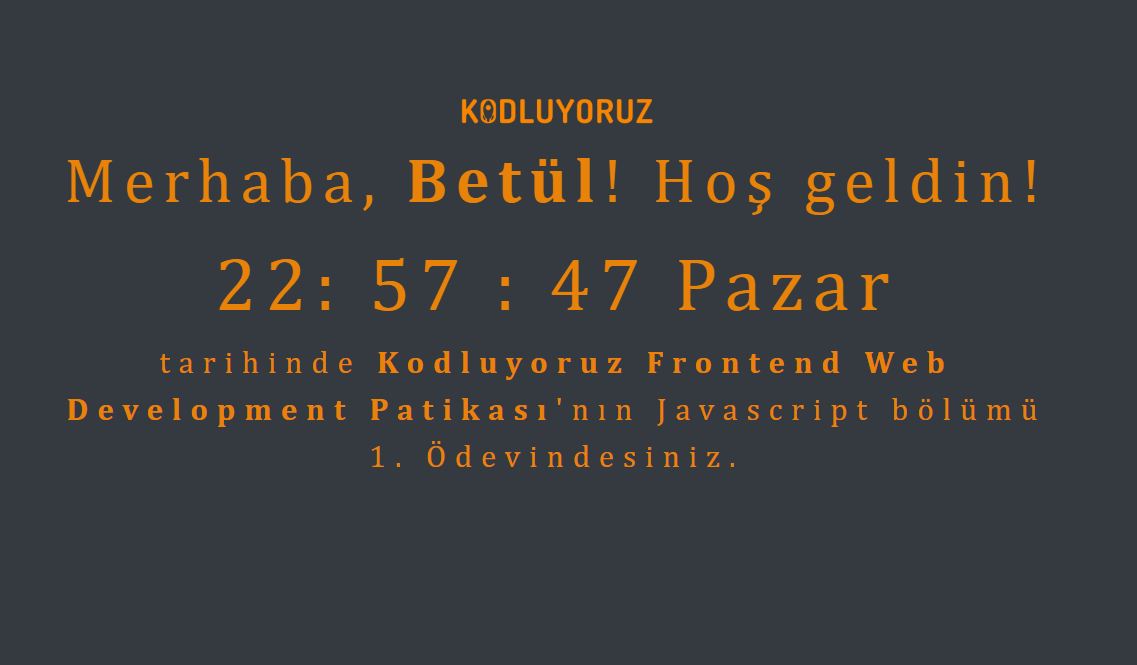 KODLUYORUZ
Merhaba, Betül! Hoş geldin!
22: 57 : 47 Pazar
tarihinde Kodluyoruz Frontend Web
Development Patikası'nın Javascript bölümü
1. Ödevindesiniz.